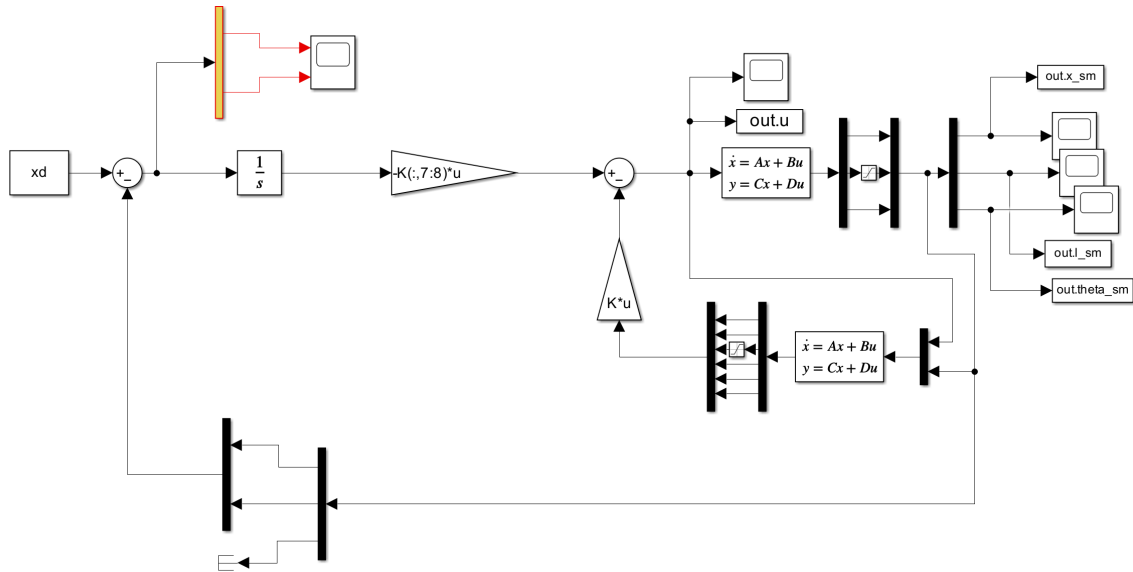 out.x_sm
out.u
xd
+
−
1
s
-K(:,7:8)*u
+
−
ẋ = Ax + Bu
y = Cx + Du
out.l_sm
out.theta_sm
K*u
ẋ = Ax + Bu
y = Cx + Du